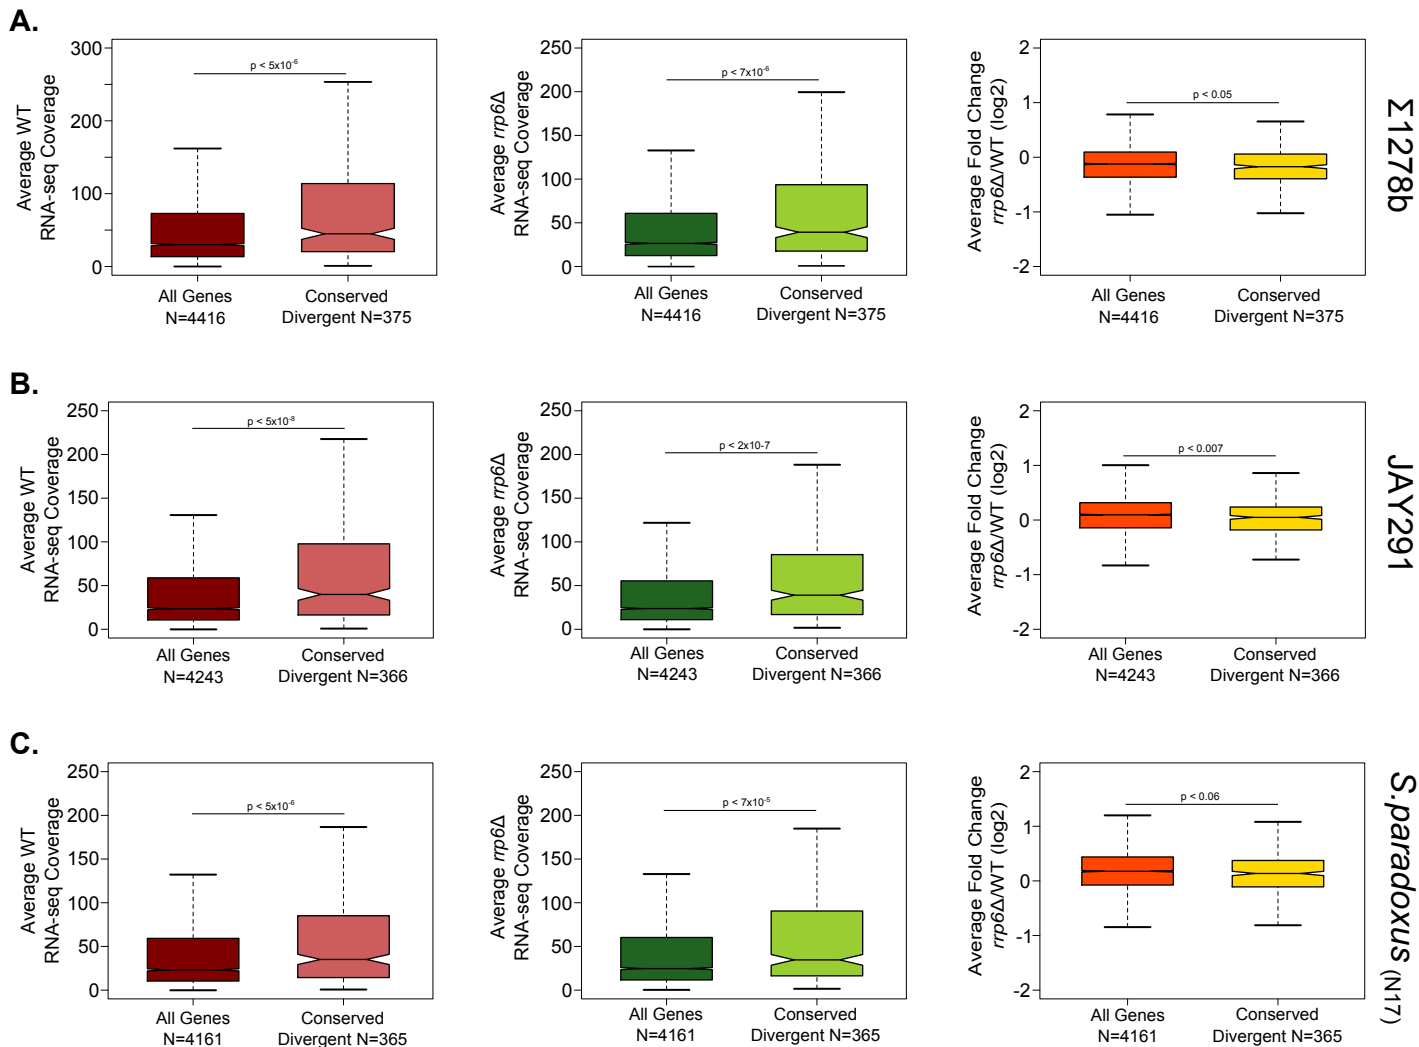 A.
Average WT
RNA-seq Coverage
300
200
100
0
p < 5x10⁻⁶
All Genes
N=4416
Conserved
Divergent N=375
Average rrp6Δ
RNA-seq Coverage
250
200
150
100
50
0
p < 7x10⁻⁶
All Genes
N=4416
Conserved
Divergent N=375
Average Fold Change
rrp6Δ/WT (log2)
2
1
0
-1
-2
p < 0.05
All Genes
N=4416
Conserved
Divergent N=375
Σ1278b
B.
Average WT
RNA-seq Coverage
250
200
150
100
50
0
p < 5x10⁻⁸
All Genes
N=4243
Conserved
Divergent N=366
Average rrp6Δ
RNA-seq Coverage
250
200
150
100
50
0
p < 2x10-7
All Genes
N=4243
Conserved
Divergent N=366
Average Fold Change
rrp6Δ/WT (log2)
2
1
0
-1
-2
p < 0.007
All Genes
N=4243
Conserved
Divergent N=366
JAY291
C.
Average WT
RNA-seq Coverage
250
200
150
100
50
0
p < 5x10⁻⁶
All Genes
N=4161
Conserved
Divergent N=365
Average rrp6Δ
RNA-seq Coverage
250
200
150
100
50
0
p < 7x10⁻⁵
All Genes
N=4161
Conserved
Divergent N=365
Average Fold Change
rrp6Δ/WT (log2)
2
1
0
-1
-2
p < 0.06
All Genes
N=4161
Conserved
Divergent N=365
S.paradoxus (N17)